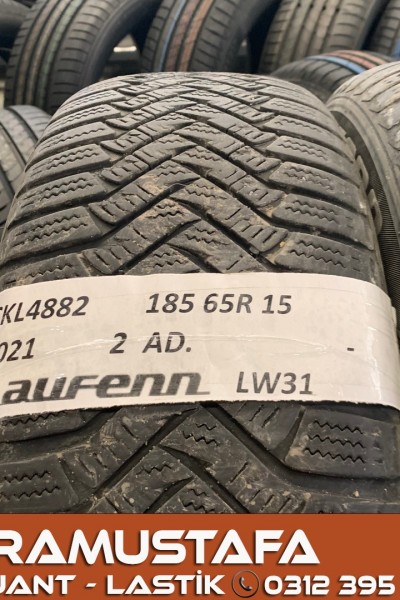 KL4882 185 65R 15
021 2 AD. -
aufenn LW31
RAMUSTAFA
JANT - LASTİK 0312 395